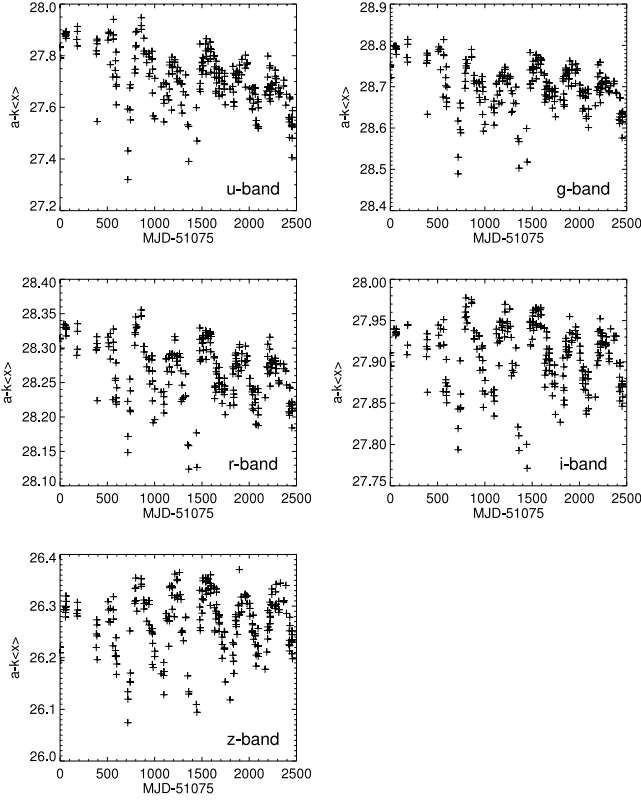 28.0
27.8
27.6
27.4
27.2
a-k<x>
u-band
0 500 1000 1500 2000 2500
MJD-51075
28.9
28.8
28.7
28.6
28.5
28.4
a-k<x>
g-band
0 500 1000 1500 2000 2500
MJD-51075
28.40
28.35
28.30
28.25
28.20
28.15
28.10
a-k<x>
r-band
0 500 1000 1500 2000 2500
MJD-51075
28.00
27.95
27.90
27.85
27.80
27.75
a-k<x>
i-band
0 500 1000 1500 2000 2500
MJD-51075
26.4
26.3
26.2
26.1
26.0
a-k<x>
z-band
0 500 1000 1500 2000 2500
MJD-51075